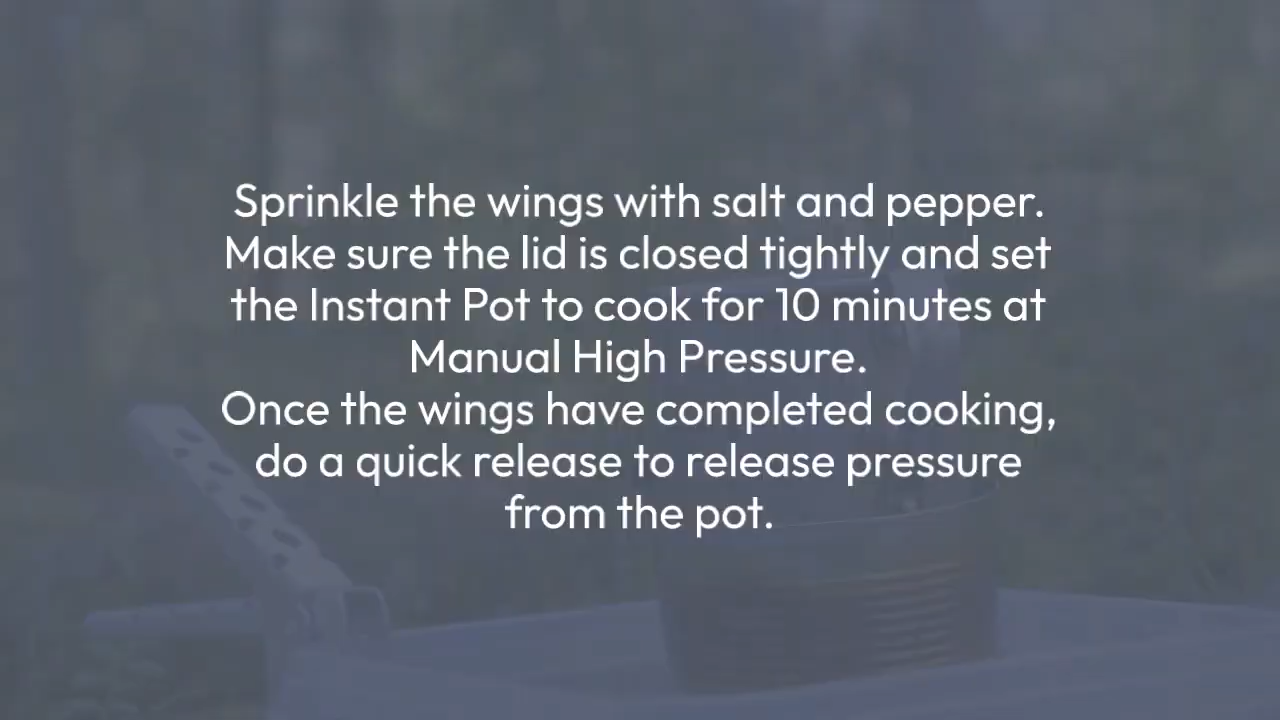 Sprinkle the wings with salt and pepper.
Make sure the lid is closed tightly and set
the Instant Pot to cook for 10 minutes at
Manual High Pressure.
Once the wings have completed cooking,
do a quick release to release pressure
from the pot.